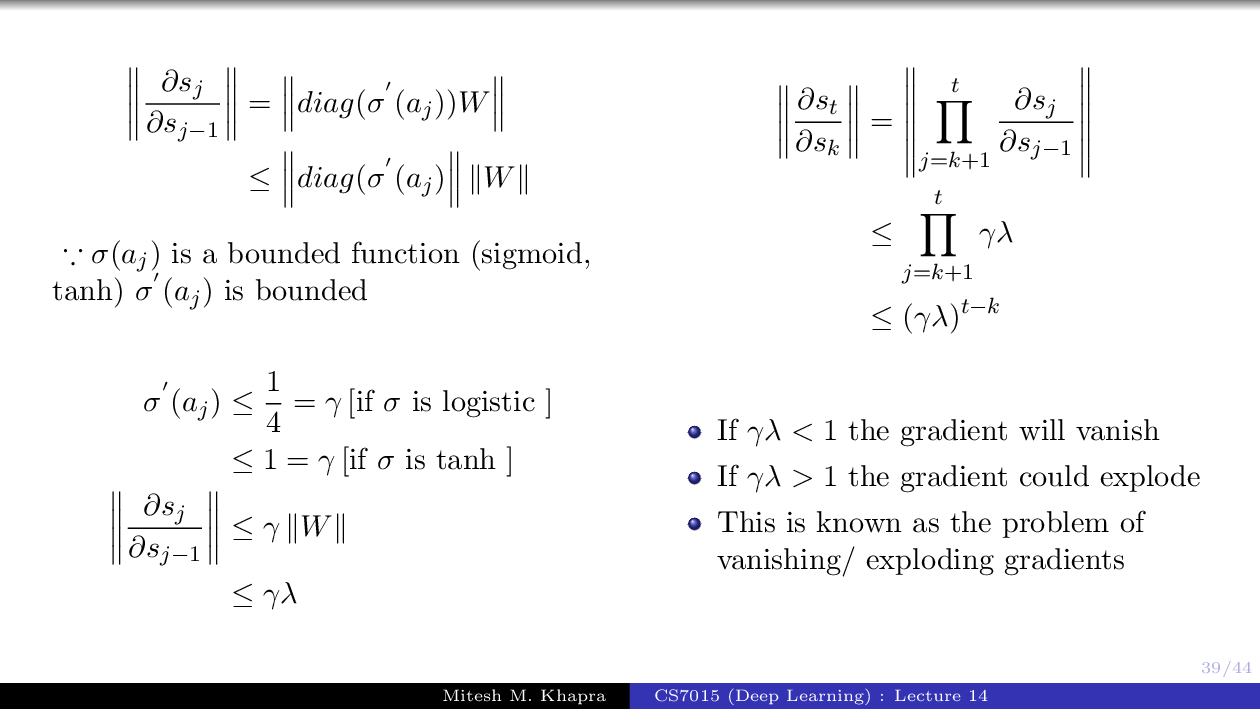 ‖∂s_j/∂s_{j−1}‖ = ‖diag(σ'(a_j))W‖
≤ ‖diag(σ'(a_j)‖ ‖W‖
∵ σ(a_j) is a bounded function (sigmoid,
tanh) σ'(a_j) is bounded
σ'(a_j) ≤ 1/4 = γ [if σ is logistic ]
≤ 1 = γ [if σ is tanh ]
‖∂s_j/∂s_{j−1}‖ ≤ γ ‖W‖
≤ γλ
‖∂s_t/∂s_k‖ = ‖∏_{j=k+1}^{t} ∂s_j/∂s_{j−1}‖
≤ ∏_{j=k+1}^{t} γλ
≤ (γλ)^{t−k}
If γλ < 1 the gradient will vanish
If γλ > 1 the gradient could explode
This is known as the problem of
vanishing/ exploding gradients
39/44
Mitesh M. Khapra CS7015 (Deep Learning) : Lecture 14